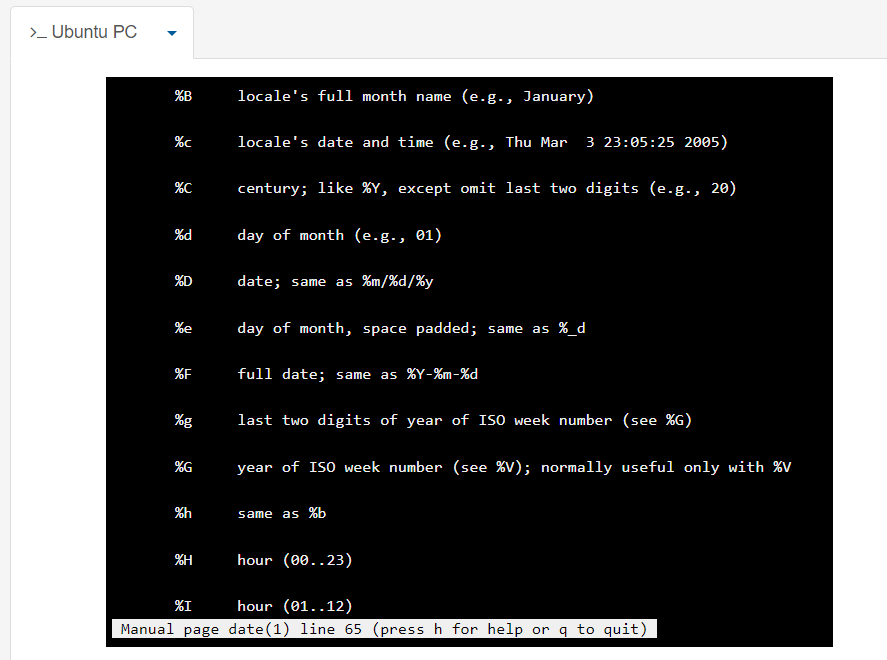 >_ Ubuntu PC
%B locale's full month name (e.g., January)
%c locale's date and time (e.g., Thu Mar  3 23:05:25 2005)
%C century; like %Y, except omit last two digits (e.g., 20)
%d day of month (e.g., 01)
%D date; same as %m/%d/%y
%e day of month, space padded; same as %_d
%F full date; same as %Y-%m-%d
%g last two digits of year of ISO week number (see %G)
%G year of ISO week number (see %V); normally useful only with %V
%h same as %b
%H hour (00..23)
%I hour (01..12)
Manual page date(1) line 65 (press h for help or q to quit)